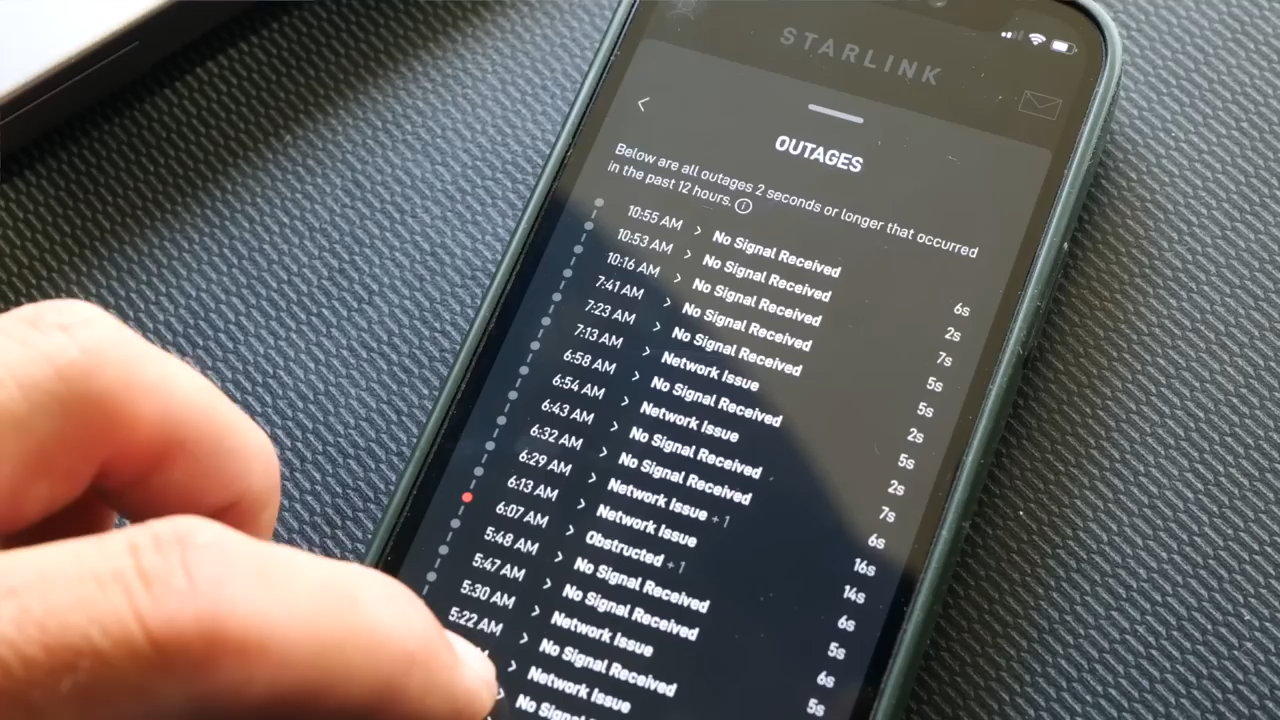 STARLINK
OUTAGES
Below are all outages 2 seconds or longer that occurred
in the past 12 hours.
10:55 AM > No Signal Received 6s
10:53 AM > No Signal Received 2s
10:16 AM > No Signal Received 7s
7:41 AM > No Signal Received 5s
7:23 AM > No Signal Received 5s
7:13 AM > Network Issue 2s
6:58 AM > No Signal Received 5s
6:54 AM > Network Issue 2s
6:43 AM > No Signal Received 7s
6:32 AM > No Signal Received 6s
6:29 AM > Network Issue + 1 16s
6:13 AM > Network Issue 14s
6:07 AM > Obstructed + 1 6s
5:48 AM > No Signal Received 5s
5:47 AM > No Signal Received 6s
5:30 AM > Network Issue 5s
5:22 AM > No Signal Received
> Network Issue
> No Signal